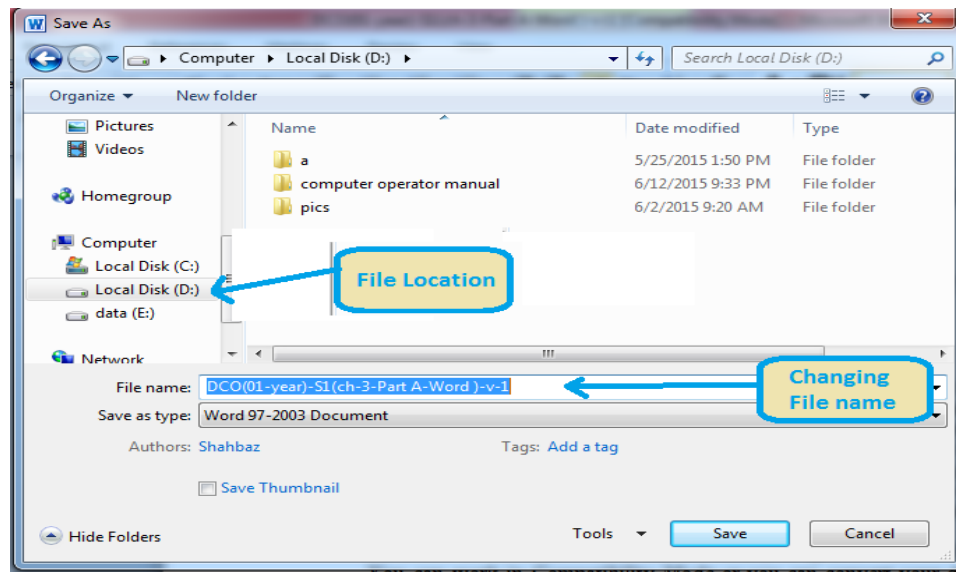 Save As
Computer Local Disk (D:) Search Local Disk (D:)
Organize New folder
Pictures
Videos
Homegroup
Computer
Local Disk (C:)
Local Disk (D:)
data (E:)
Network
Name Date modified Type
a 5/25/2015 1:50 PM File folder
computer operator manual 6/12/2015 9:33 PM File folder
pics 6/2/2015 9:20 AM File folder
File Location
File name: DCO(01-year)-S1(ch-3-Part A-Word )-v-1
Changing
File name
Save as type: Word 97-2003 Document
Authors: Shahbaz Tags: Add a tag
Save Thumbnail
Hide Folders Tools Save Cancel